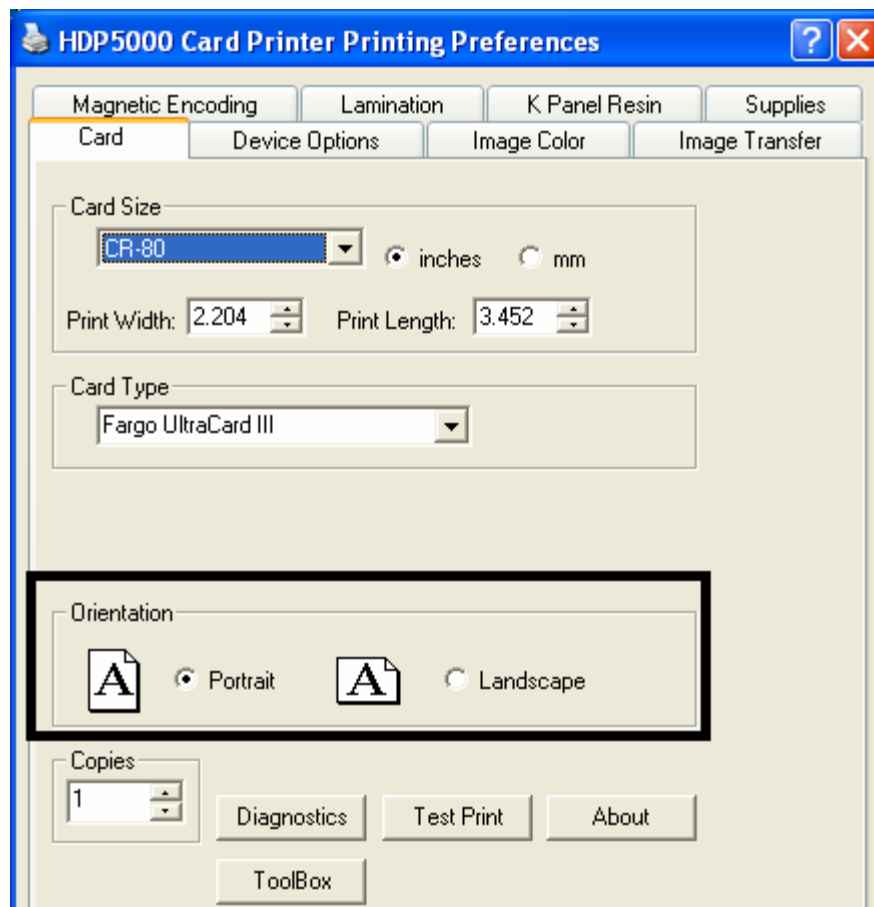 HDP5000 Card Printer Printing Preferences
Magnetic Encoding Lamination K Panel Resin Supplies
Card Device Options Image Color Image Transfer
Card Size
CR-80 inches mm
Print Width: 2.204 Print Length: 3.452
Card Type
Fargo UltraCard III
Orientation
A Portrait A Landscape
Copies
1
Diagnostics Test Print About
ToolBox